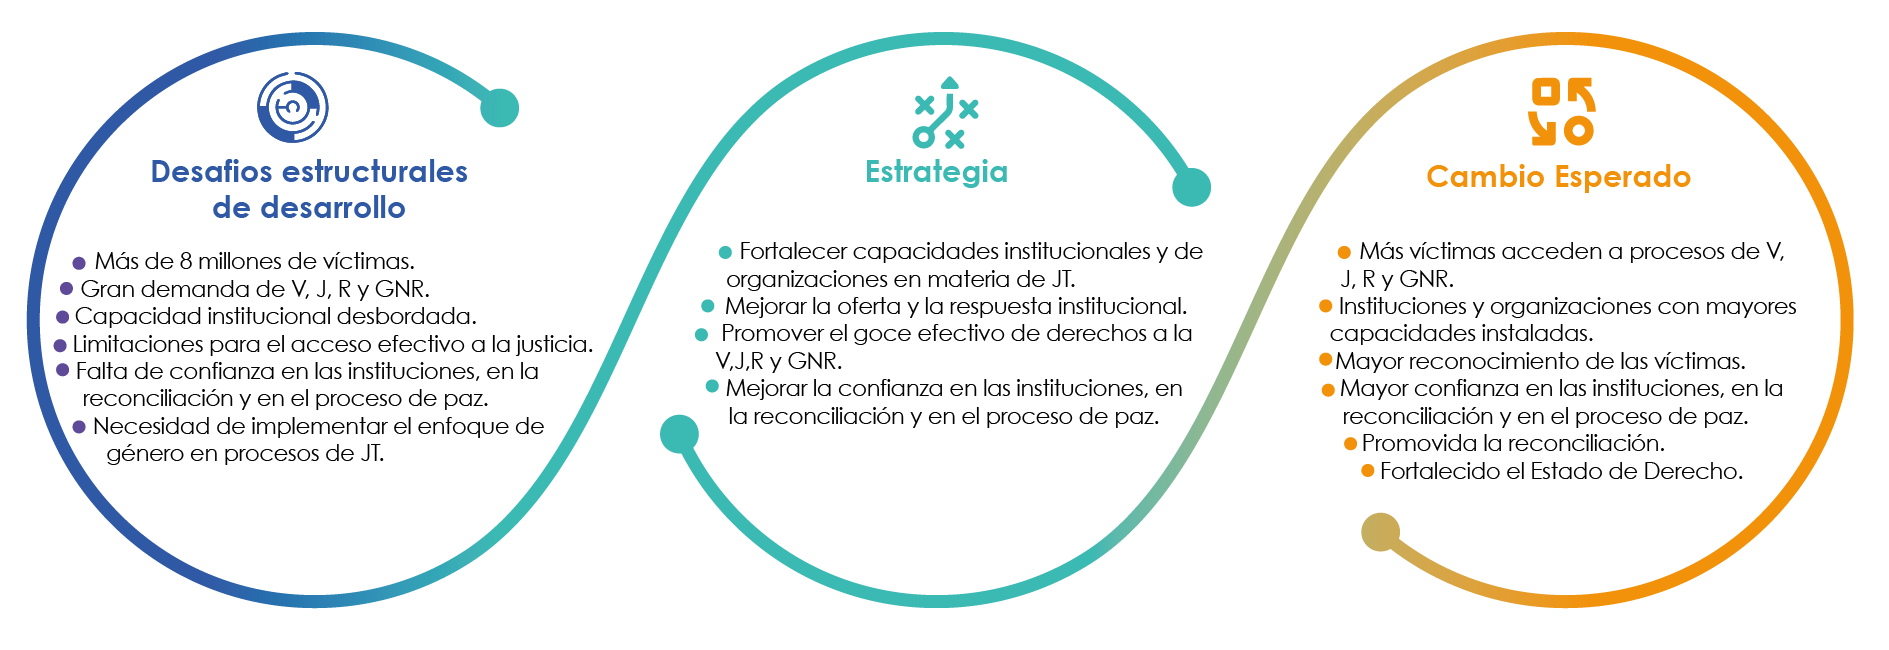 Desafios estructurales
de desarrollo
Más de 8 millones de víctimas.
Gran demanda de V, J, R y GNR.
Capacidad institucional desbordada.
Limitaciones para el acceso efectivo a la justicia.
Falta de confianza en las instituciones, en la
reconciliación y en el proceso de paz.
Necesidad de implementar el enfoque de
género en procesos de JT.
Estrategia
Fortalecer capacidades institucionales y de
organizaciones en materia de JT.
Mejorar la oferta y la respuesta institucional.
Promover el goce efectivo de derechos a la
V,J,R y GNR.
Mejorar la confianza en las instituciones, en
la reconciliación y en el proceso de paz.
Cambio Esperado
Más víctimas acceden a procesos de V,
J, R y GNR.
Instituciones y organizaciones con mayores
capacidades instaladas.
Mayor reconocimiento de las víctimas.
Mayor confianza en las instituciones, en la
reconciliación y en el proceso de paz.
Promovida la reconciliación.
Fortalecido el Estado de Derecho.